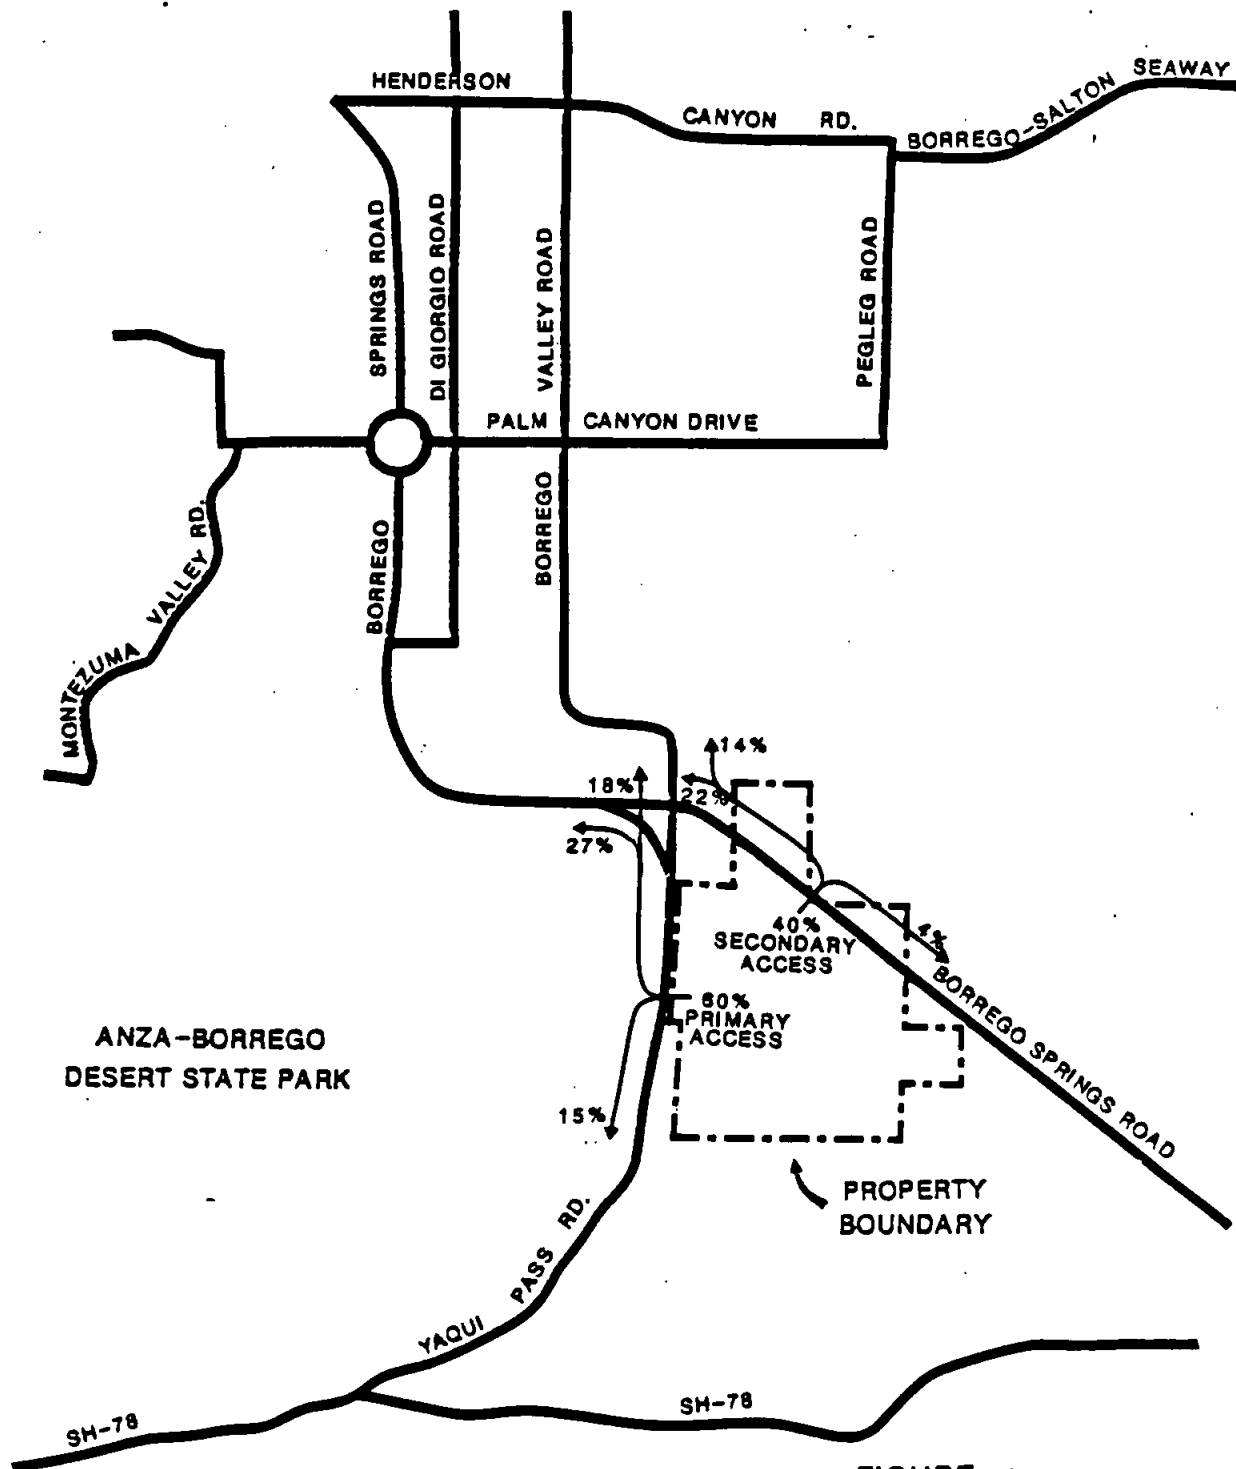 SEAWAY
HENDERSON
BORREGO-SALTON
CANYON RD.
SPRINGS ROAD
DI GIORGIO ROAD
VALLEY ROAD
PEGLEG ROAD
PALM CANYON DRIVE
BORREGO
BORREGO
MONTEZUMA VALLEY RD.
14%
18%
22%
27%
40%
SECONDARY
ACCESS
4%
60%
PRIMARY
ACCESS
BORREGO SPRINGS ROAD
ANZA-BORREGO
DESERT STATE PARK
15%
PROPERTY
BOUNDARY
YAQUI PASS RD.
SH-78
SH-78
FIGURE